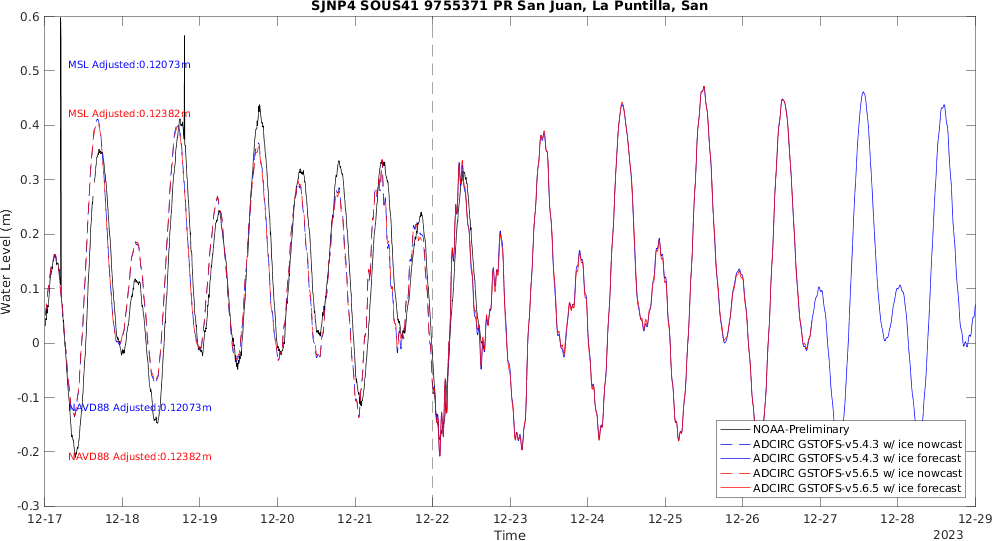 SJNP4 SOUS41 9755371 PR San Juan, La Puntilla, San
0.6
0.5
0.4
0.3
0.2
0.1
0
-0.1
-0.2
-0.3
Water Level (m)
MSL Adjusted:0.12073m
MSL Adjusted:0.12382m
NAVD88 Adjusted:0.12073m
NAVD88 Adjusted:0.12382m
NOAA-Preliminary
ADCIRC GSTOFS-v5.4.3 w/ ice nowcast
ADCIRC GSTOFS-v5.4.3 w/ ice forecast
ADCIRC GSTOFS-v5.6.5 w/ ice nowcast
ADCIRC GSTOFS-v5.6.5 w/ ice forecast
12-17 12-18 12-19 12-20 12-21 12-22 12-23 12-24 12-25 12-26 12-27 12-28 12-29
Time
2023